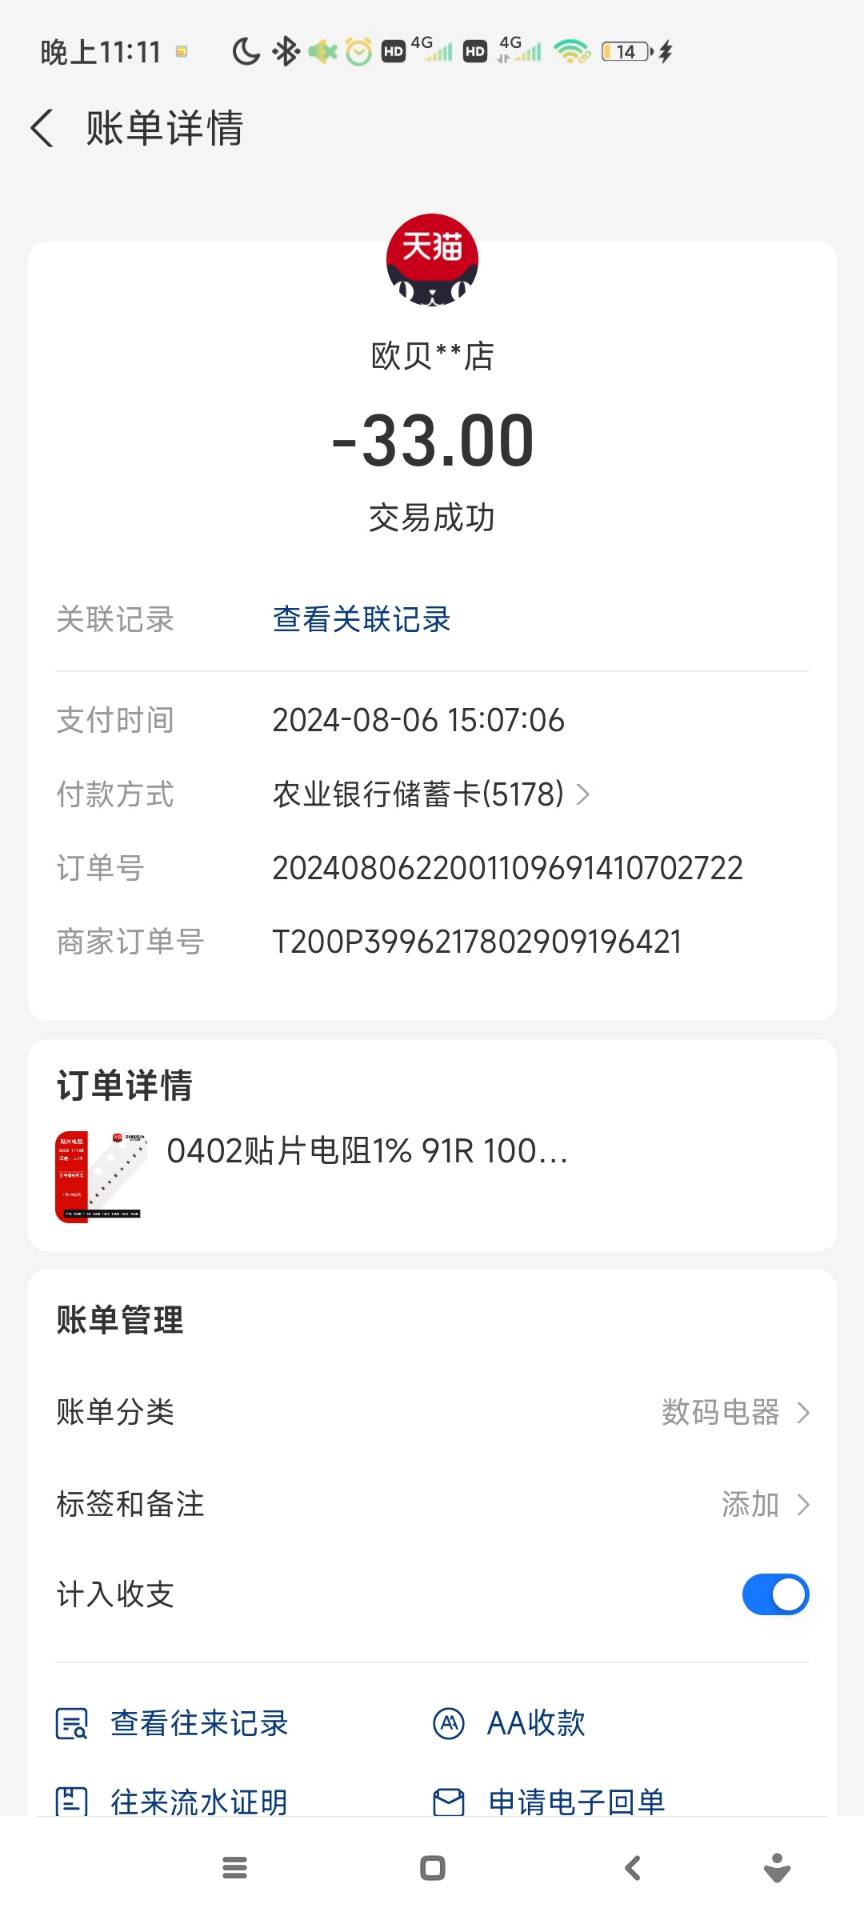 晚上11:11
HD 4G HD 4G 14
账单详情
天猫
欧贝**店
-33.00
交易成功
关联记录 查看关联记录
支付时间 2024-08-06 15:07:06
付款方式 农业银行储蓄卡(5178)
订单号 2024080622001109691410702722
商家订单号 T200P3996217802909196421
订单详情
贴片电阻
0402贴片电阻1% 91R 100...
账单管理
账单分类 数码电器
标签和备注 添加
计入收支
查看往来记录 AA收款
往来流水证明 申请电子回单